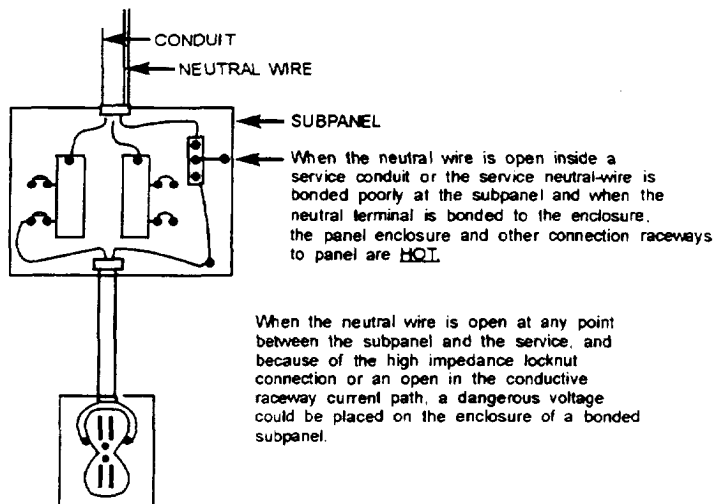 CONDUIT
NEUTRAL WIRE
SUBPANEL
When the neutral wire is open inside a
service conduit or the service neutral-wire is
bonded poorly at the subpanel and when the
neutral terminal is bonded to the enclosure,
the panel enclosure and other connection raceways
to panel are HOT.
When the neutral wire is open at any point
between the subpanel and the service, and
because of the high impedance locknut
connection or an open in the conductive
raceway current path, a dangerous voltage
could be placed on the enclosure of a bonded
subpanel.